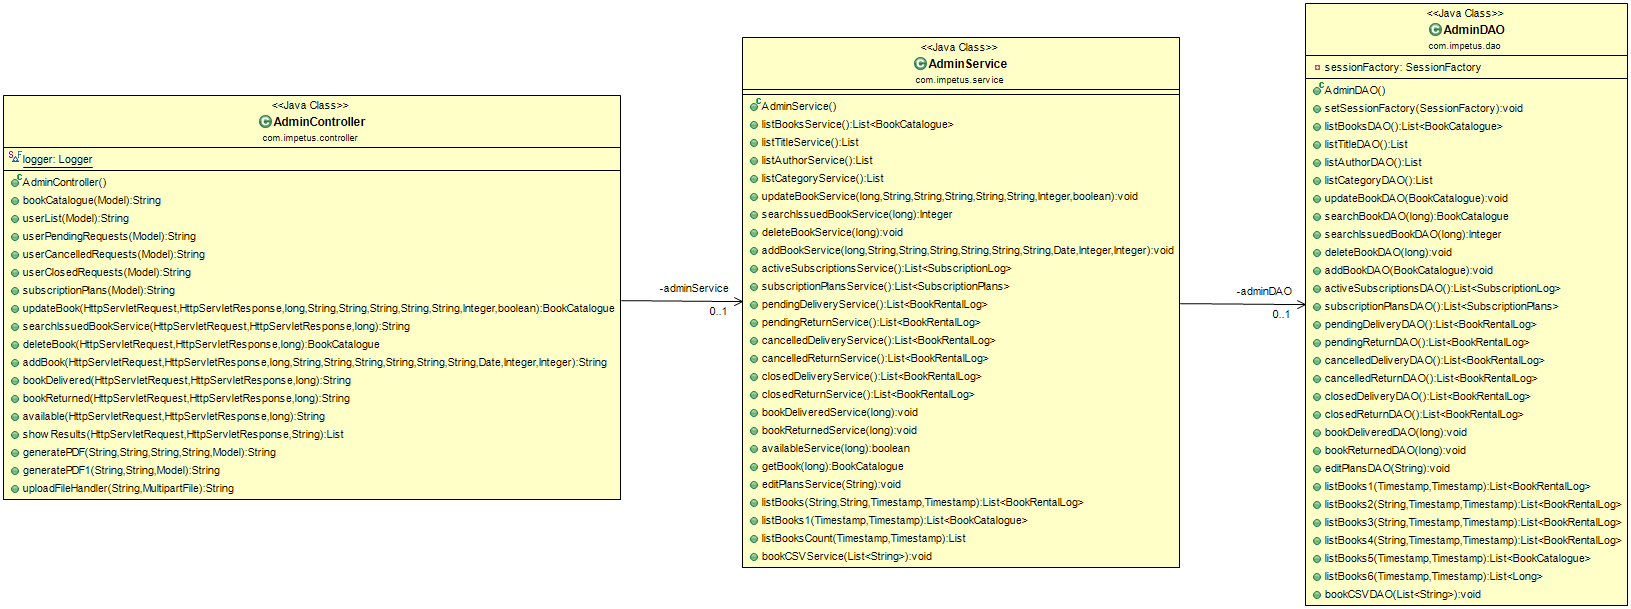 <<Java Class>>
AdminController
com.impetus.controller
logger: Logger
AdminController()
bookCatalogue(Model):String
userList(Model):String
userPendingRequests(Model):String
userCancelledRequests(Model):String
userClosedRequests(Model):String
subscriptionPlans(Model):String
updateBook(HttpServletRequest,HttpServletResponse,long,String,String,String,String,String,Integer,boolean):BookCatalogue
searchIssuedBookService(HttpServletRequest,HttpServletResponse,long):String
deleteBook(HttpServletRequest,HttpServletResponse,long):BookCatalogue
addBook(HttpServletRequest,HttpServletResponse,long,String,String,String,String,String,String,Date,Integer,Integer):String
bookDelivered(HttpServletRequest,HttpServletResponse,long):String
bookReturned(HttpServletRequest,HttpServletResponse,long):String
available(HttpServletRequest,HttpServletResponse,long):String
showResults(HttpServletRequest,HttpServletResponse,String):List
generatePDF(String,String,String,String,Model):String
generatePDF1(String,String,Model):String
uploadFileHandler(String,MultipartFile):String
-adminService
0..1
<<Java Class>>
AdminService
com.impetus.service
AdminService()
listBooksService():List<BookCatalogue>
listTitleService():List
listAuthorService():List
listCategoryService():List
updateBookService(long,String,String,String,String,String,Integer,boolean):void
searchIssuedBookService(long):Integer
deleteBookService(long):void
addBookService(long,String,String,String,String,String,String,Date,Integer,Integer):void
activeSubscriptionsService():List<SubscriptionLog>
subscriptionPlansService():List<SubscriptionPlans>
pendingDeliveryService():List<BookRentalLog>
pendingReturnService():List<BookRentalLog>
cancelledDeliveryService():List<BookRentalLog>
cancelledReturnService():List<BookRentalLog>
closedDeliveryService():List<BookRentalLog>
closedReturnService():List<BookRentalLog>
bookDeliveredService(long):void
bookReturnedService(long):void
availableService(long):boolean
getBook(long):BookCatalogue
editPlansService(String):void
listBooks(String,String,Timestamp,Timestamp):List<BookRentalLog>
listBooks1(Timestamp,Timestamp):List<BookCatalogue>
listBooksCount(Timestamp,Timestamp):List
bookCSVService(List<String>):void
-adminDAO
0..1
<<Java Class>>
AdminDAO
com.impetus.dao
sessionFactory: SessionFactory
AdminDAO()
setSessionFactory(SessionFactory):void
listBooksDAO():List<BookCatalogue>
listTitleDAO():List
listAuthorDAO():List
listCategoryDAO():List
updateBookDAO(BookCatalogue):void
searchBookDAO(long):BookCatalogue
searchIssuedBookDAO(long):Integer
deleteBookDAO(long):void
addBookDAO(BookCatalogue):void
activeSubscriptionsDAO():List<SubscriptionLog>
subscriptionPlansDAO():List<SubscriptionPlans>
pendingDeliveryDAO():List<BookRentalLog>
pendingReturnDAO():List<BookRentalLog>
cancelledDeliveryDAO():List<BookRentalLog>
cancelledReturnDAO():List<BookRentalLog>
closedDeliveryDAO():List<BookRentalLog>
closedReturnDAO():List<BookRentalLog>
bookDeliveredDAO(long):void
bookReturnedDAO(long):void
editPlansDAO(String):void
listBooks1(Timestamp,Timestamp):List<BookRentalLog>
listBooks2(String,Timestamp,Timestamp):List<BookRentalLog>
listBooks3(String,Timestamp,Timestamp):List<BookRentalLog>
listBooks4(String,Timestamp,Timestamp):List<BookRentalLog>
listBooks5(Timestamp,Timestamp):List<BookCatalogue>
listBooks6(Timestamp,Timestamp):List<Long>
bookCSVDAO(List<String>):void